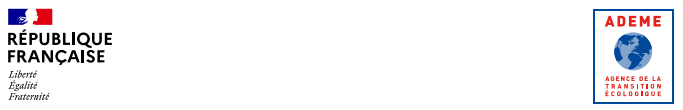 RÉPUBLIQUE
FRANÇAISE
Liberté
Égalité
Fraternité
ADEME
AGENCE DE LA
TRANSITION
ÉCOLOGIQUE